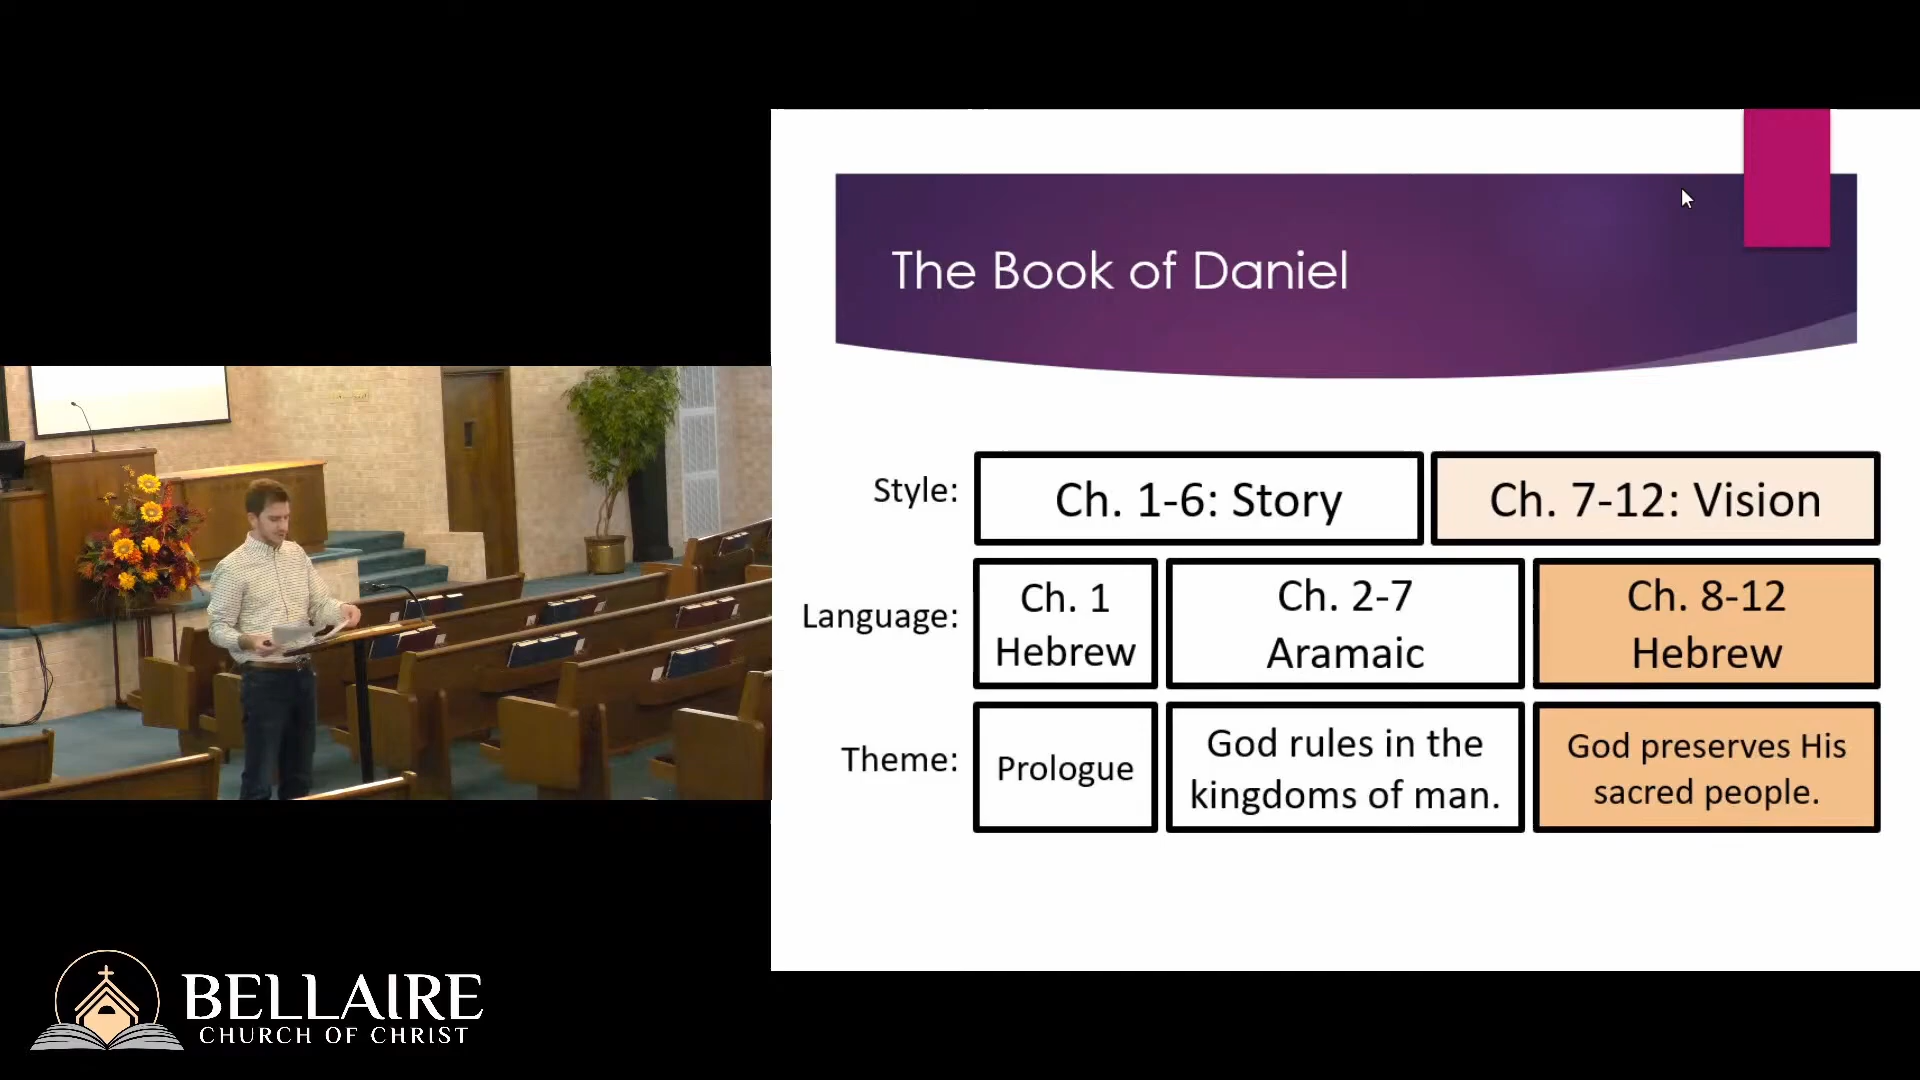 The Book of Daniel
Style:
Ch. 1-6: Story
Ch. 7-12: Vision
Language:
Ch. 1
Hebrew
Ch. 2-7
Aramaic
Ch. 8-12
Hebrew
Theme:
Prologue
God rules in the
kingdoms of man.
God preserves His
sacred people.
BELLAIRE
CHURCH OF CHRIST